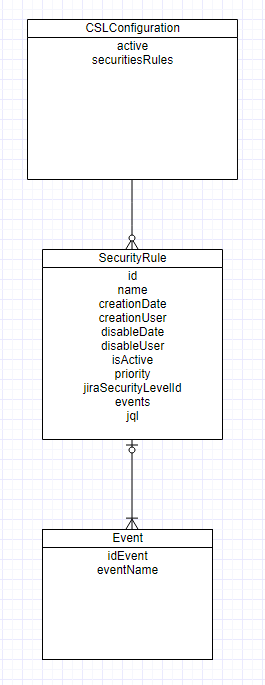 CSLConfiguration
active
securitiesRules
SecurityRule
id
name
creationDate
creationUser
disableDate
disableUser
isActive
priority
jiraSecurityLevelId
events
jql
Event
idEvent
eventName